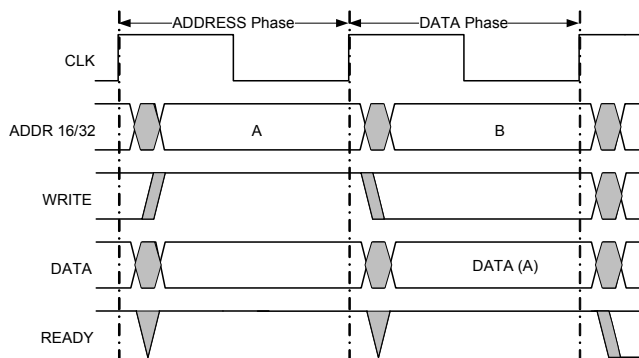 ADDRESS Phase DATA Phase
CLK
ADDR 16/32 A B
WRITE
DATA DATA (A)
READY